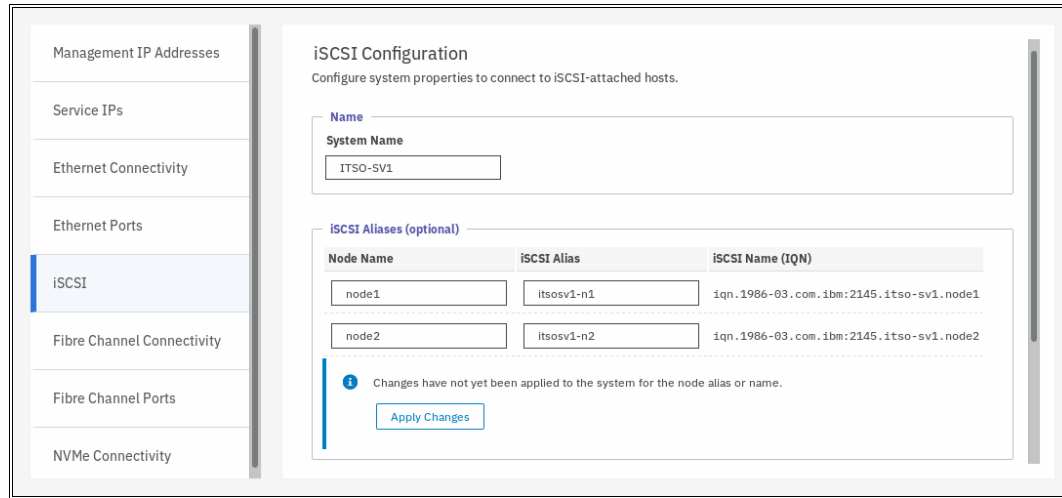 Management IP Addresses
Service IPs
Ethernet Connectivity
Ethernet Ports
iSCSI
Fibre Channel Connectivity
Fibre Channel Ports
NVMe Connectivity
iSCSI Configuration
Configure system properties to connect to iSCSI-attached hosts.
Name
System Name
ITSO-SV1
iSCSI Aliases (optional)
Node Name iSCSI Alias iSCSI Name (IQN)
node1 itsosv1-n1 iqn.1986-03.com.ibm:2145.itso-sv1.node1
node2 itsosv1-n2 iqn.1986-03.com.ibm:2145.itso-sv1.node2
Changes have not yet been applied to the system for the node alias or name.
Apply Changes